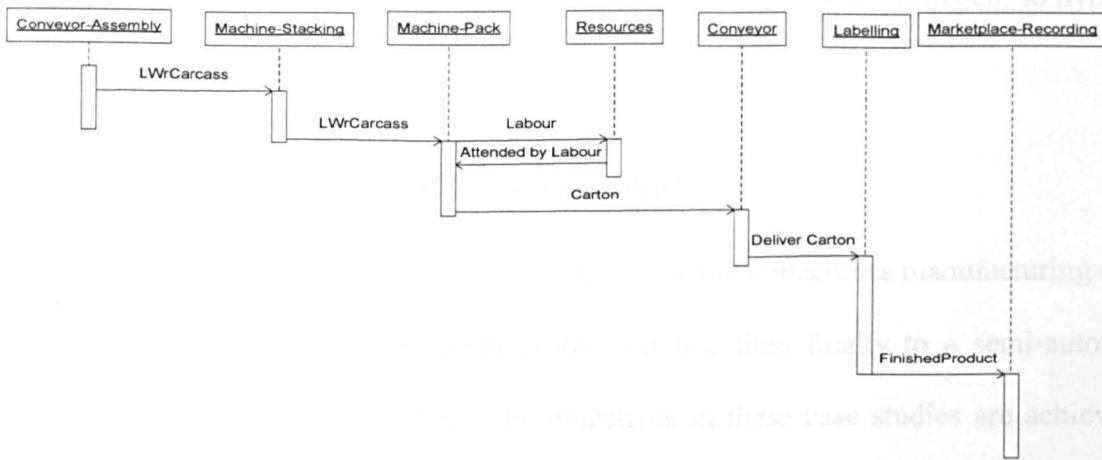 Conveyor-Assembly Machine-Stacking Machine-Pack Resources Conveyor Labelling Marketplace-Recording
LWrCarcass
LWrCarcass Labour
Attended by Labour
Carton
Deliver Carton
machines manufacturing
then finally to a semi-auto
FinishedProduct
in these case studies are achiev